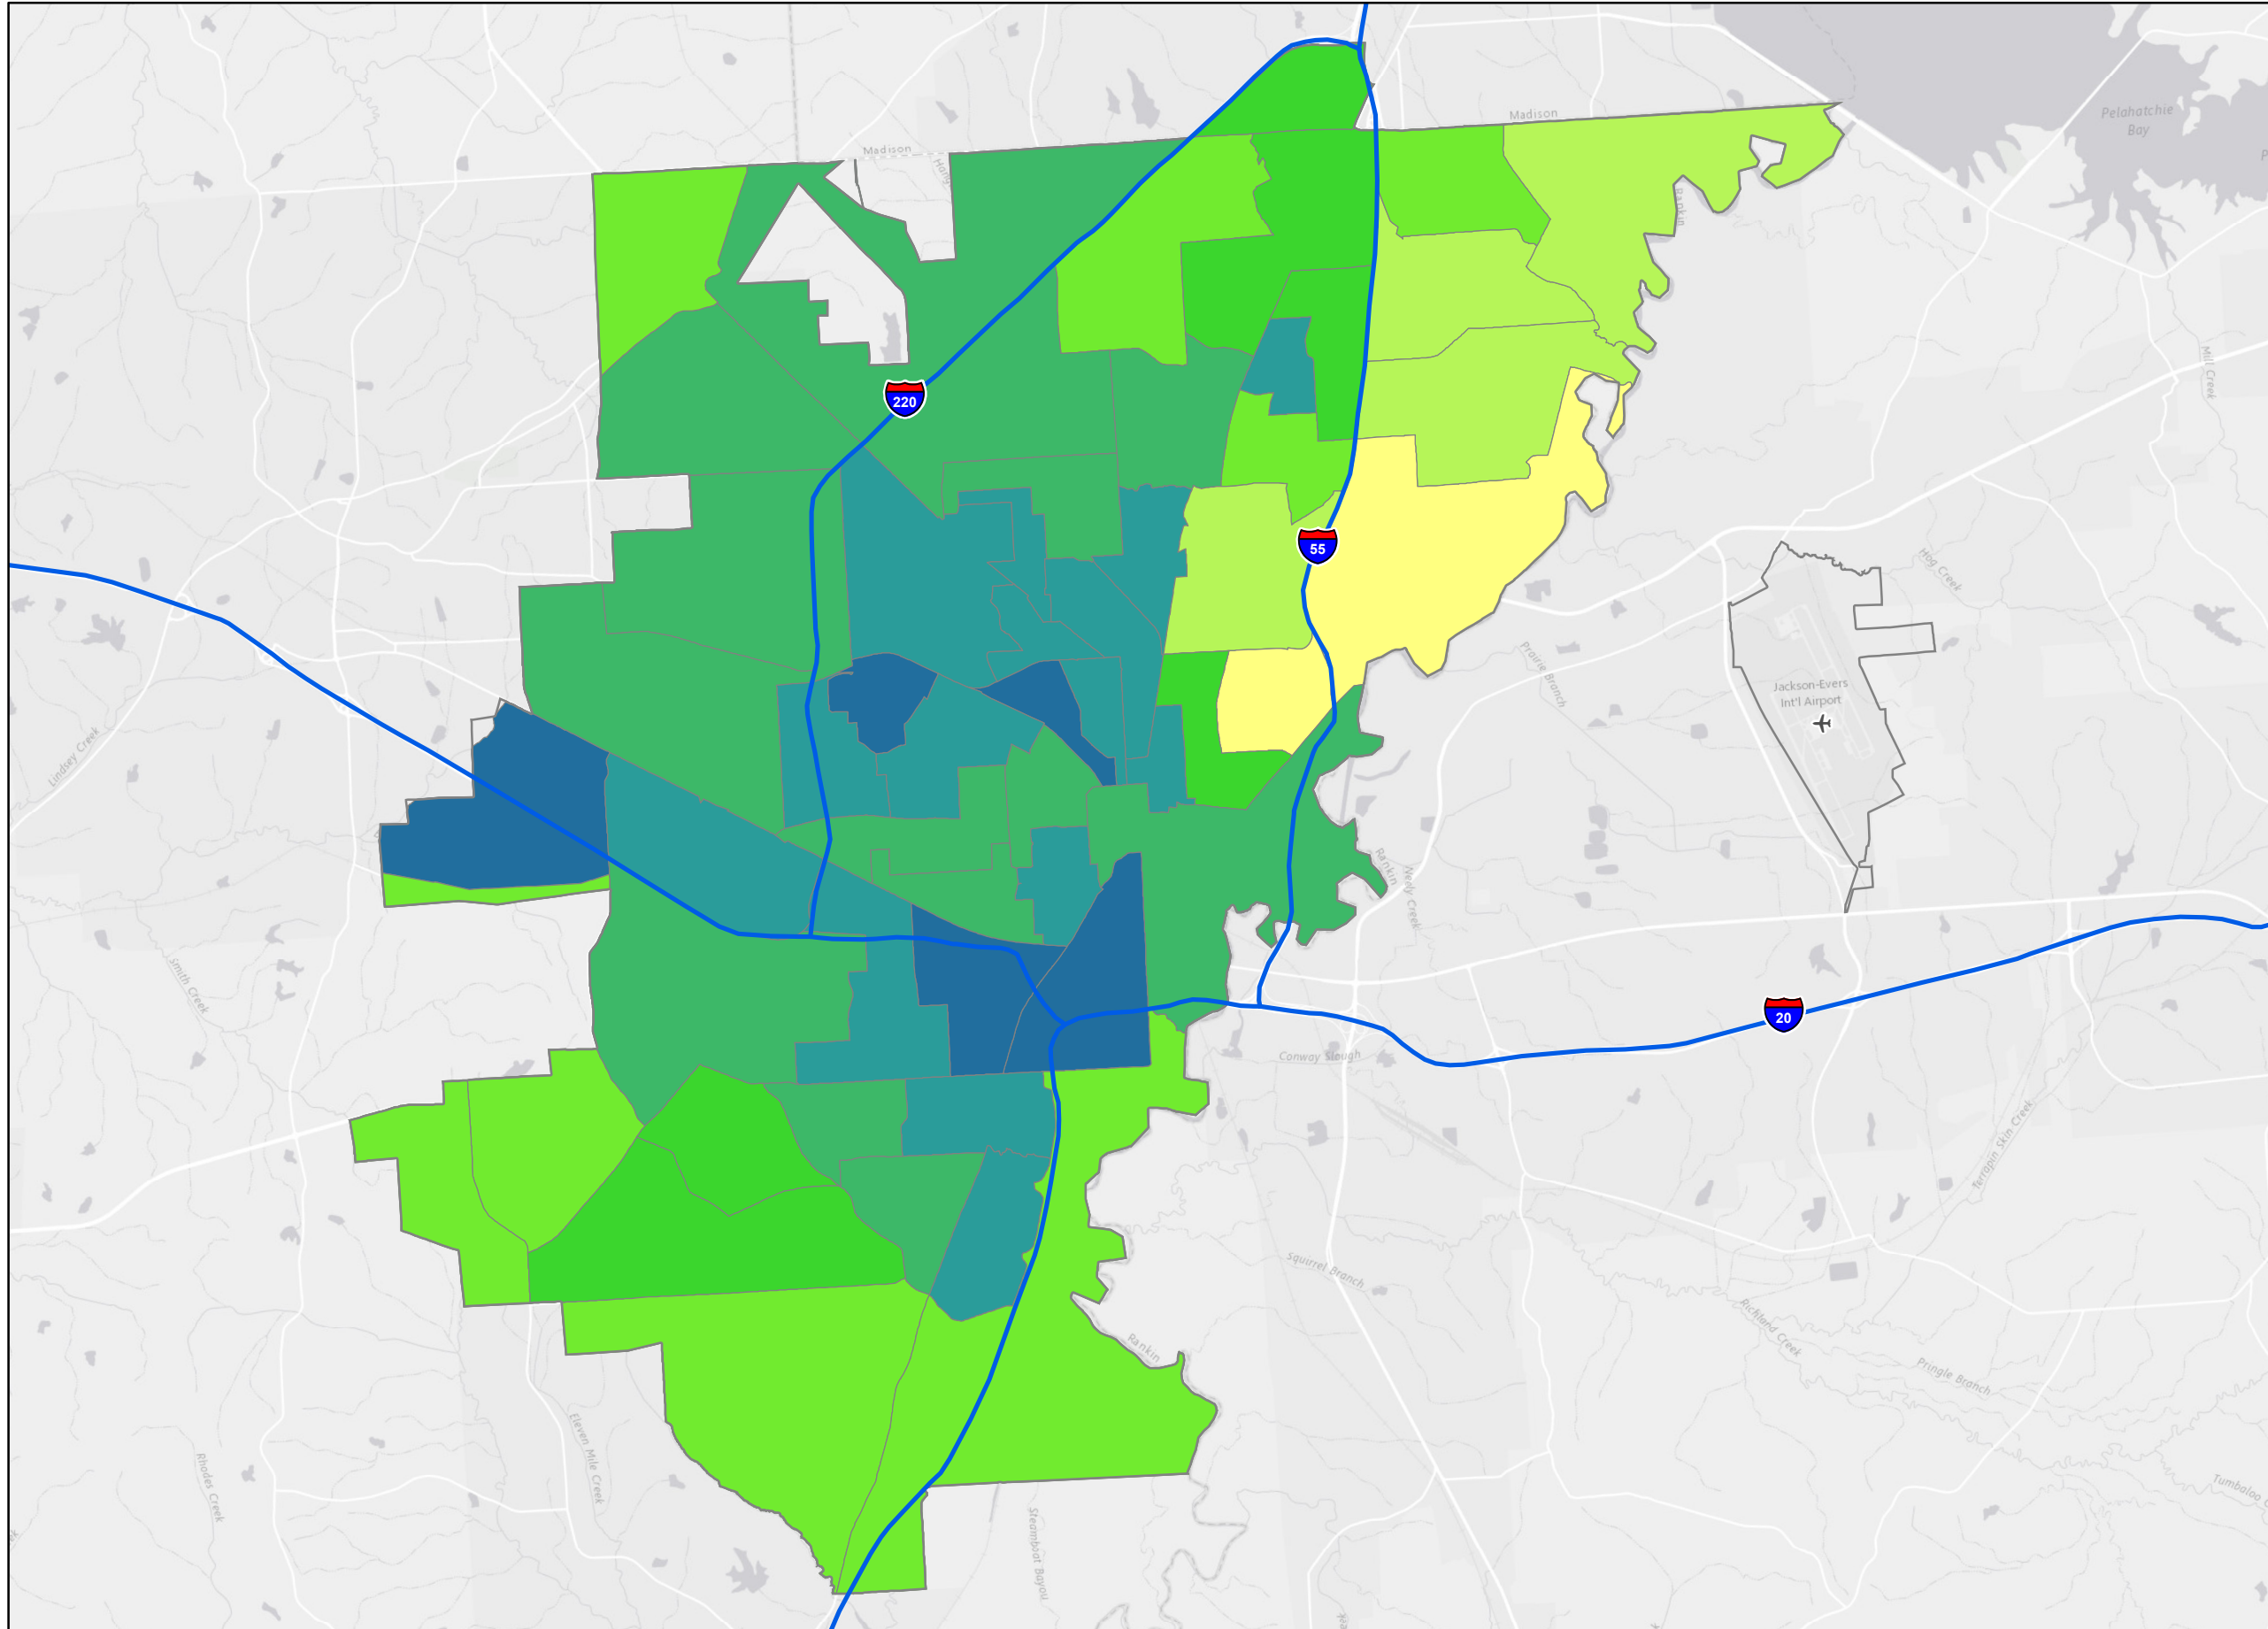 Madison
Madison
Pelahatchie
Bay
Hang
Rankin
Mill Creek
220
55
Hog Creek
Prairie Branch
Jackson-Evers
Int'l Airport
Lindsey Creek
Rankin
Neely Creek
Smith Creek
20
Conway Slough
Terrapin Skin Creek
Squirrel Branch
Richland Creek
Rankin
Pringle Branch
Eleven Mile Creek
Rhodes Creek
Tumbaloo
Steamboat Bayou